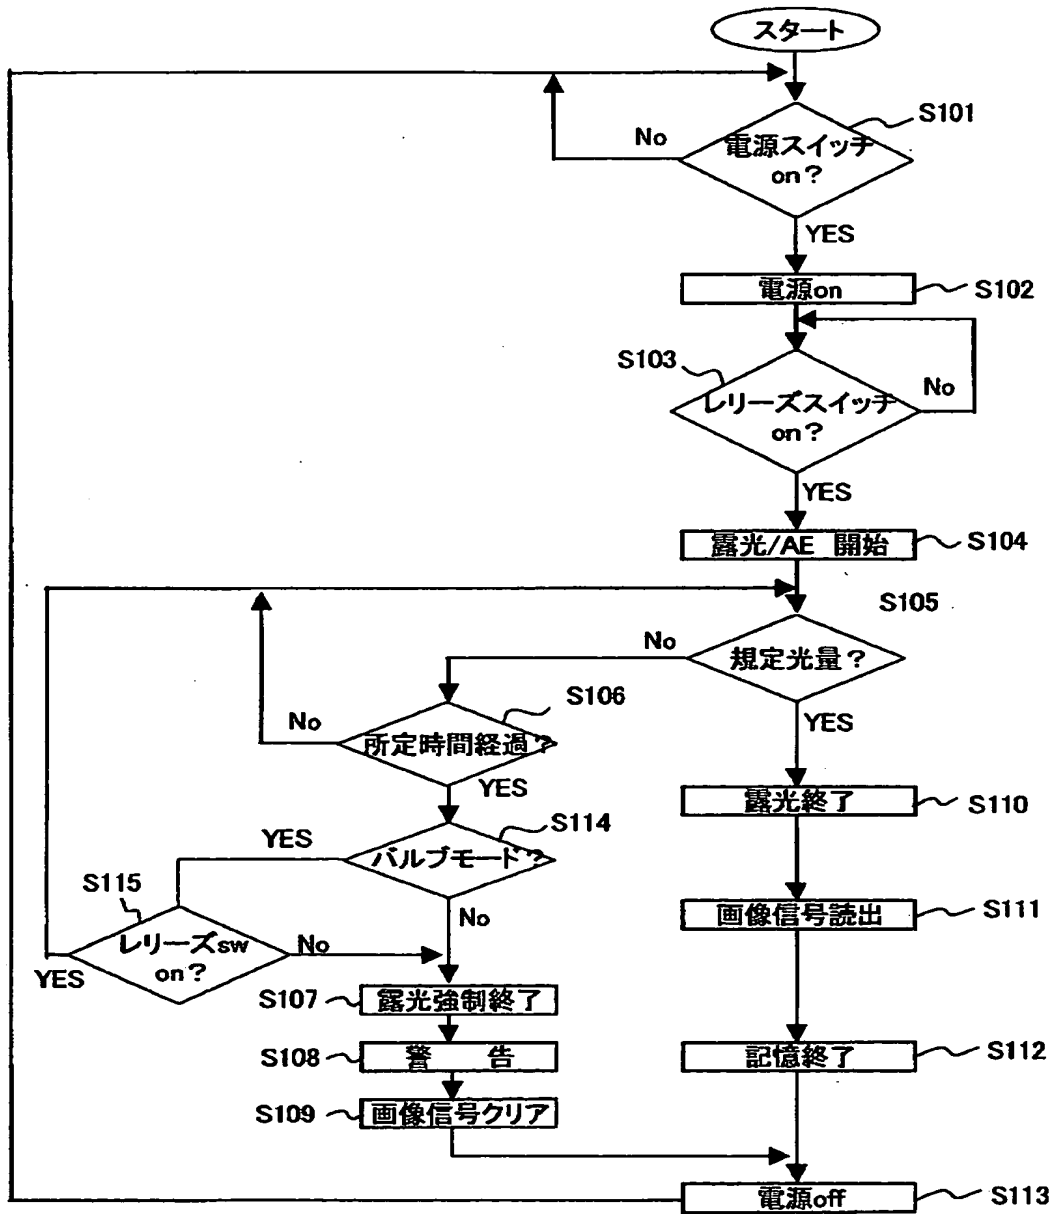 スタート
S101
No
電源スイッチ
on?
YES
電源on
S102
S103
No
レリーズスイッチ
on?
YES
露光/AE 開始
S104
S105
No
規定光量?
S106
YES
No
所定時間経過?
YES
露光終了
S110
S114
YES
バルブモード?
S115
No
画像信号読出
S111
レリーズsw
on?
No
YES
S107
露光強制終了
S108
警 告
記憶終了
S112
S109
画像信号クリア
電源off
S113